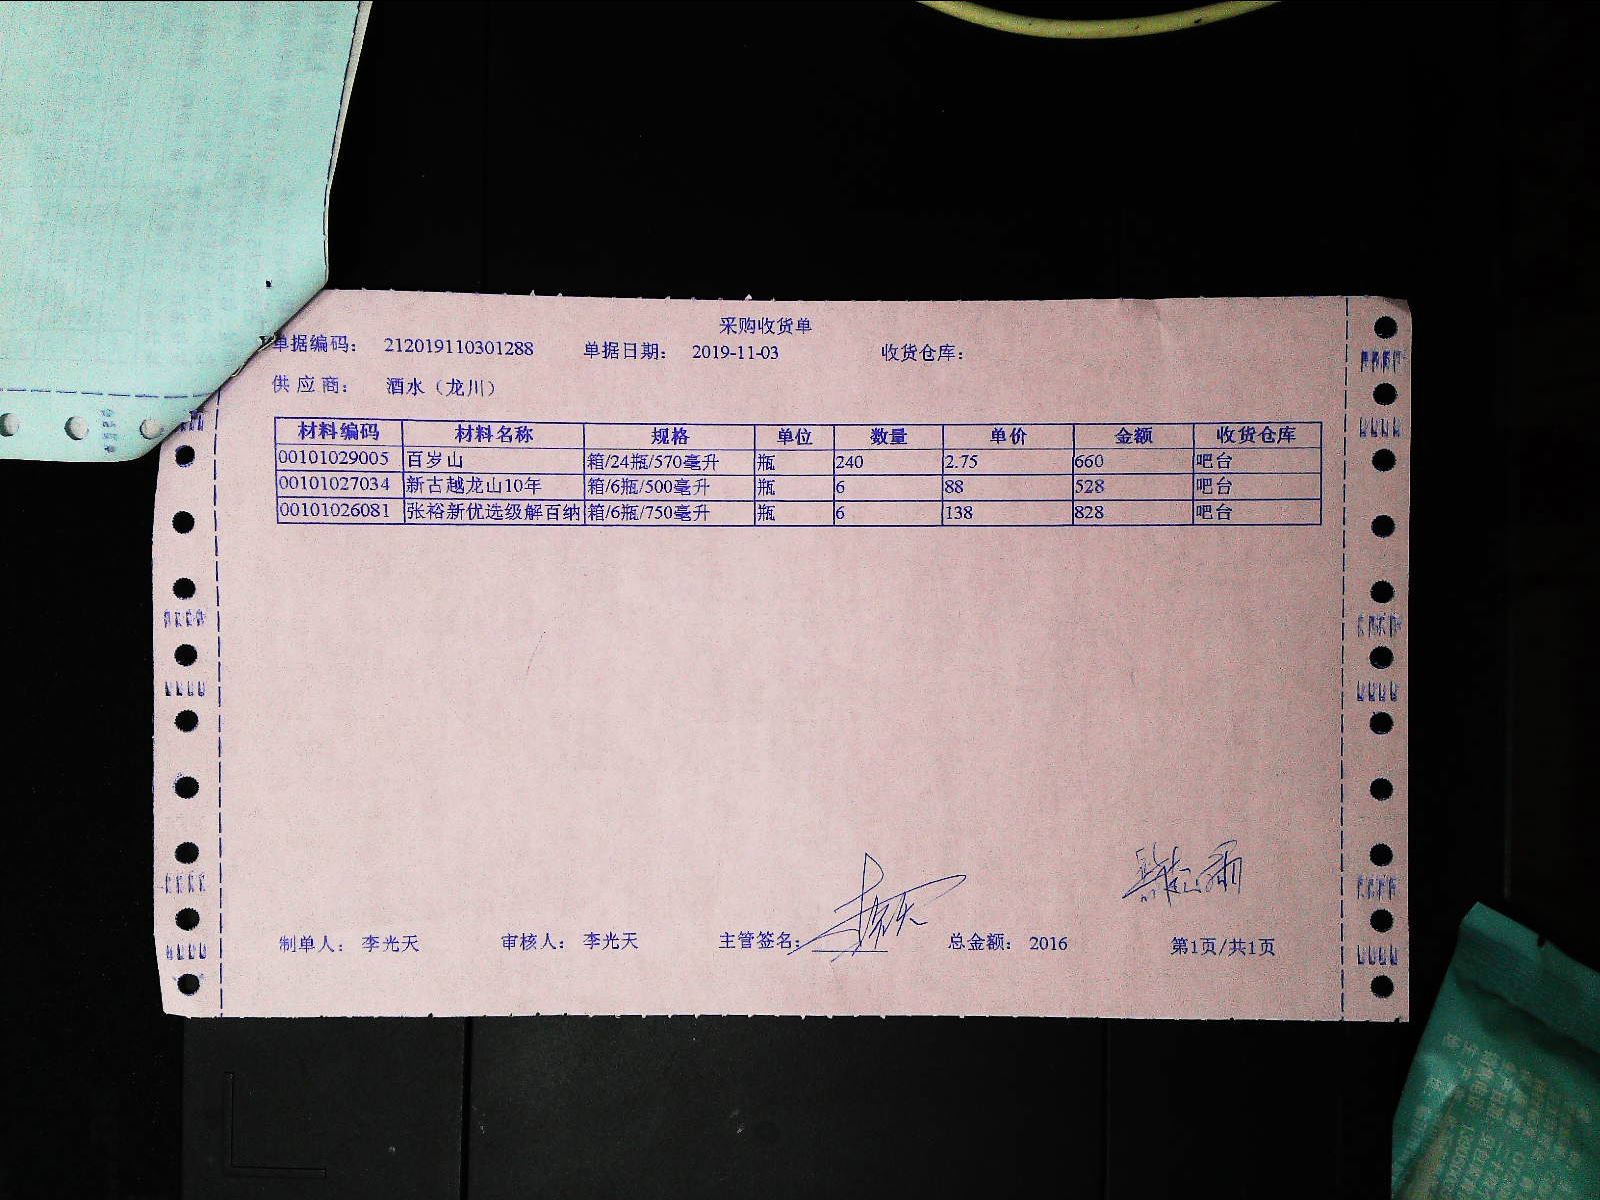 采购收货单
单据编码： 212019110301288 单据日期： 2019-11-03 收货仓库：
供应商： 酒水（龙川）
材料编码 材料名称 规格 单位 数量 单价 金额 收货仓库
00101029005 百岁山 箱/24瓶/570毫升 瓶 240 2.75 660 吧台
00101027034 新古越龙山10年 箱/6瓶/500毫升 瓶 6 88 528 吧台
00101026081 张裕新优选级解百纳 箱/6瓶/750毫升 瓶 6 138 828 吧台
制单人： 李光天 审核人： 李光天 主管签名： 总金额： 2016 第1页/共1页